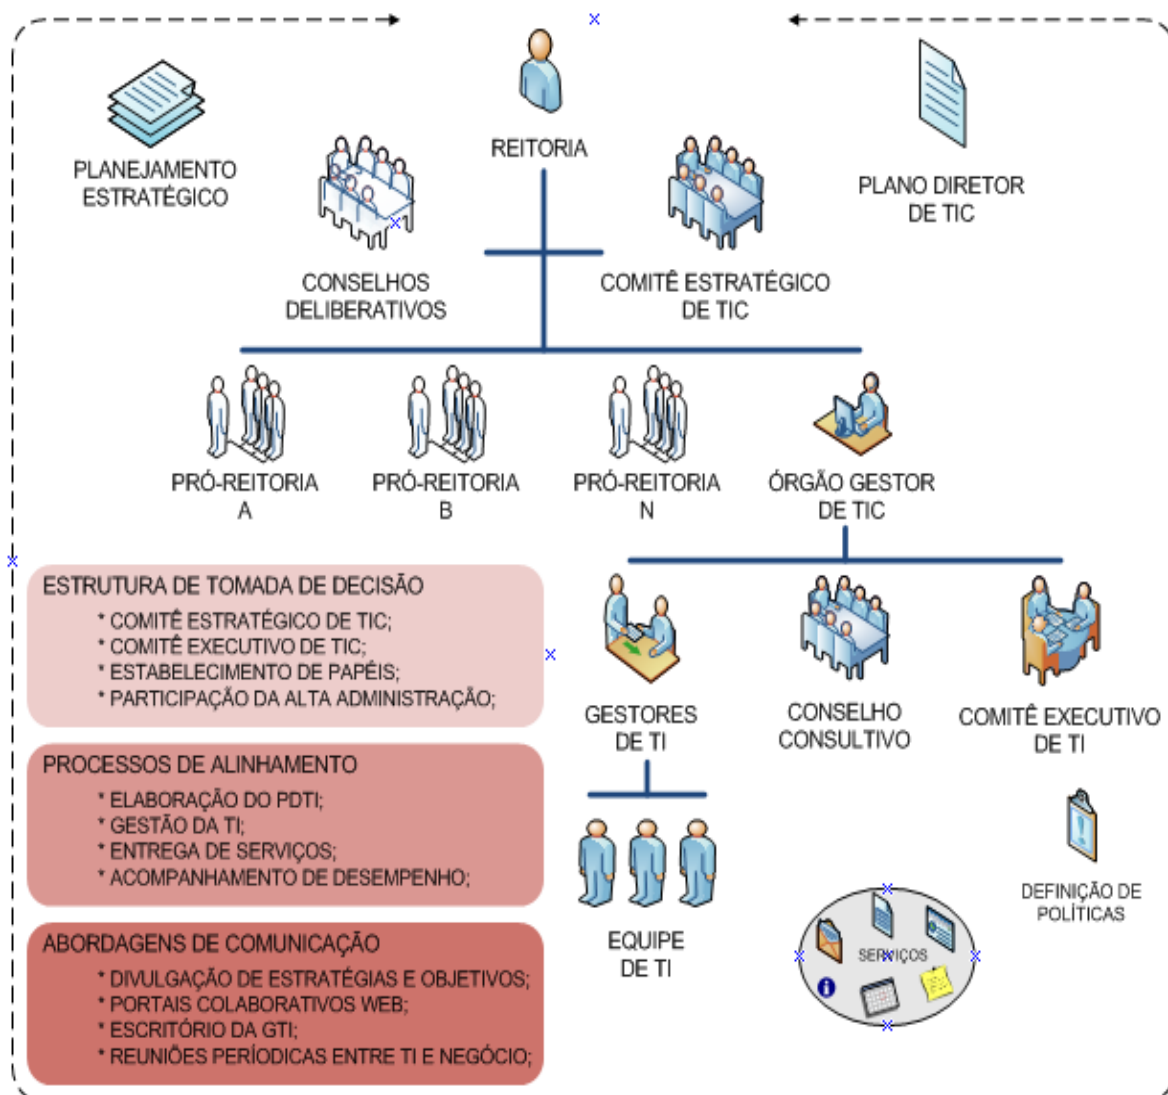 REITORIA
PLANEJAMENTO
ESTRATÉGICO
PLANO DIRETOR
DE TIC
CONSELHOS
DELIBERATIVOS
COMITÊ ESTRATÉGICO
DE TIC
PRÓ-REITORIA
A
PRÓ-REITORIA
B
PRÓ-REITORIA
N
ÓRGÃO GESTOR
DE TIC
ESTRUTURA DE TOMADA DE DECISÃO
* COMITÊ ESTRATÉGICO DE TIC;
* COMITÊ EXECUTIVO DE TIC;
* ESTABELECIMENTO DE PAPÉIS;
* PARTICIPAÇÃO DA ALTA ADMINISTRAÇÃO;
GESTORES
DE TI
CONSELHO
CONSULTIVO
COMITÊ EXECUTIVO
DE TI
PROCESSOS DE ALINHAMENTO
* ELABORAÇÃO DO PDTI;
* GESTÃO DA TI;
* ENTREGA DE SERVIÇOS;
* ACOMPANHAMENTO DE DESEMPENHO;
DEFINIÇÃO DE
POLÍTICAS
EQUIPE
DE TI
SERVIÇOS
ABORDAGENS DE COMUNICAÇÃO
* DIVULGAÇÃO DE ESTRATÉGIAS E OBJETIVOS;
* PORTAIS COLABORATIVOS WEB;
* ESCRITÓRIO DA GTI;
* REUNIÕES PERÍODICAS ENTRE TI E NEGÓCIO;